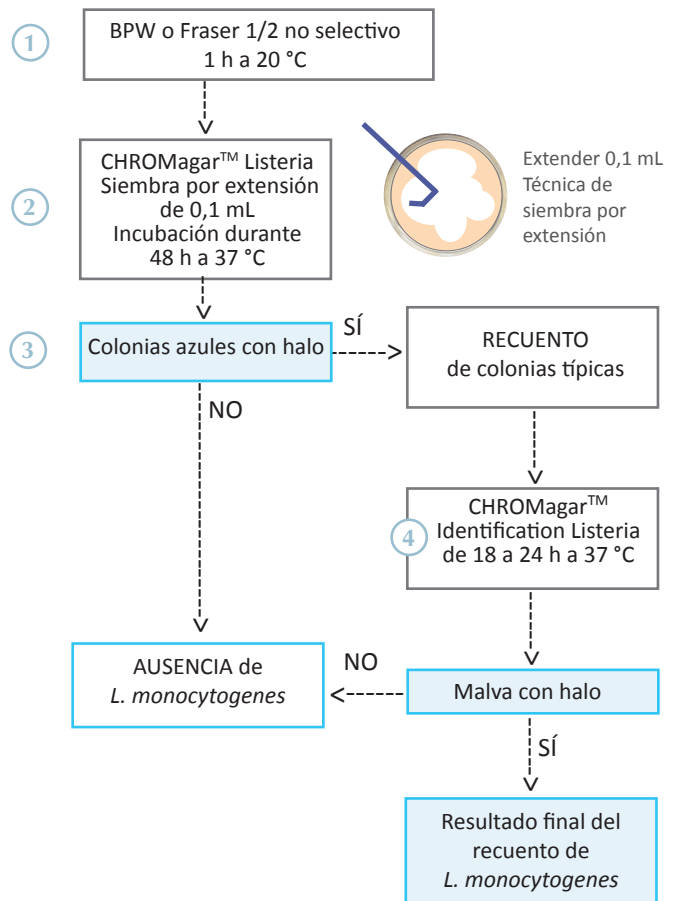 1
BPW o Fraser 1/2 no selectivo
1 h a 20 °C
2
CHROMagar™ Listeria
Siembra por extensión
de 0,1 mL
Incubación durante
48 h a 37 °C
Extender 0,1 mL
Técnica de
siembra por
extensión
3
Colonias azules con halo
SÍ
RECUENTO
de colonias típicas
NO
4
CHROMagar™
Identification Listeria
de 18 a 24 h a 37 °C
AUSENCIA de
L. monocytogenes
NO
Malva con halo
SÍ
Resultado final del
recuento de
L. monocytogenes